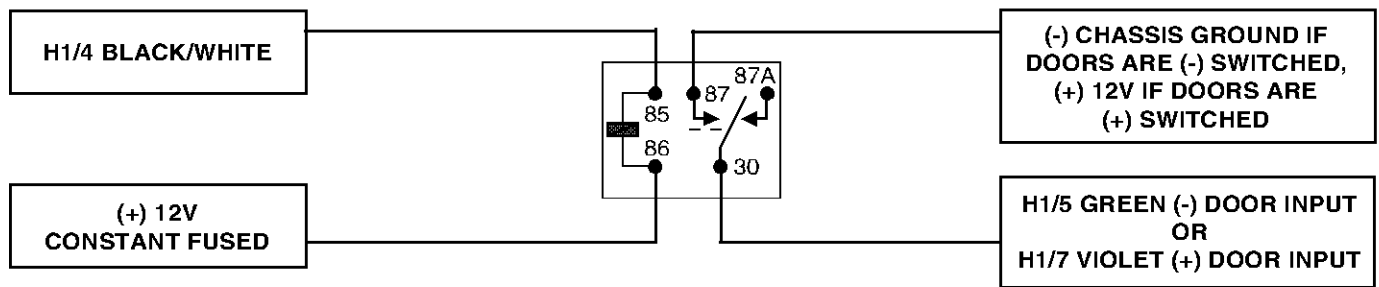 H1/4 BLACK/WHITE
(+) 12V
CONSTANT FUSED
85
86
87
87A
30
(-) CHASSIS GROUND IF
DOORS ARE (-) SWITCHED,
(+) 12V IF DOORS ARE
(+) SWITCHED
H1/5 GREEN (-) DOOR INPUT
OR
H1/7 VIOLET (+) DOOR INPUT